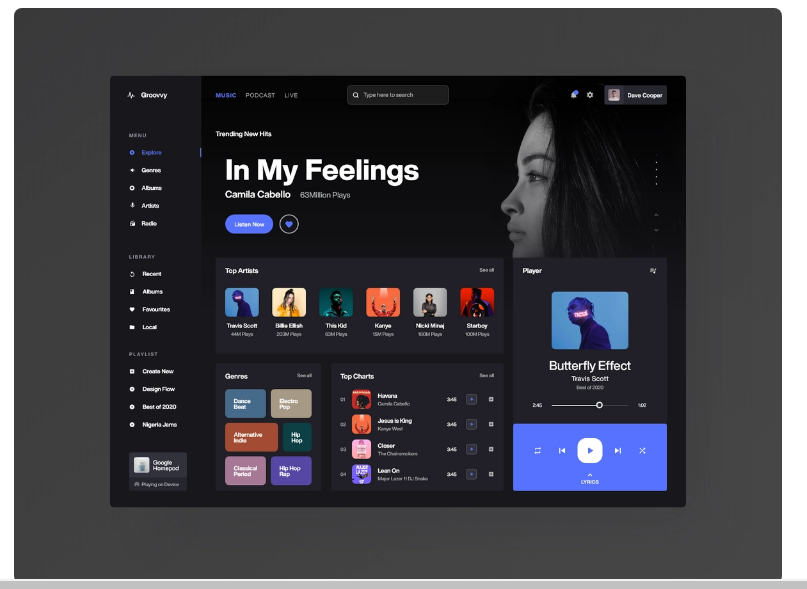 Groovvy
MUSIC PODCAST LIVE
Type here to search
Dave Cooper
MENU
Explore
Genres
Albums
Artists
Radio
LIBRARY
Recent
Albums
Favourites
Local
PLAYLIST
Create New
Design Flow
Best of 2020
Nigeria Jams
Google
Homepod
Playing on Device
Trending New Hits
In My Feelings
Camila Cabello 63Million Plays
Listen Now
Top Artists See all
Travis Scott Billie Eilish This Kid Kanye Nicki Minaj Starboy
44M Plays 203M Plays 63M Plays 15M Plays 193M Plays 100M Plays
Genres See all
Dance
Beat
Electro
Pop
Alternative
Indie
Hip
Hop
Classical
Period
Hip Hop
Rap
Top Charts See all
01 Havana 3:45
Camila Cabello
02 Jesus is King 3:45
Kanye West
03 Closer 3:45
The Chainsmokers
04 Lean On 3:45
Major Lazer ft DJ Snake
Player
Butterfly Effect
Travis Scott
Best of 2020
2:45 1:02
LYRICS